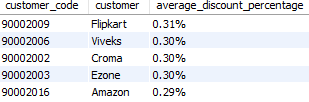 customer_code customer average_discount_percentage
90002009 Flipkart 0.31%
90002006 Viveks 0.30%
90002002 Croma 0.30%
90002003 Ezone 0.30%
90002016 Amazon 0.29%